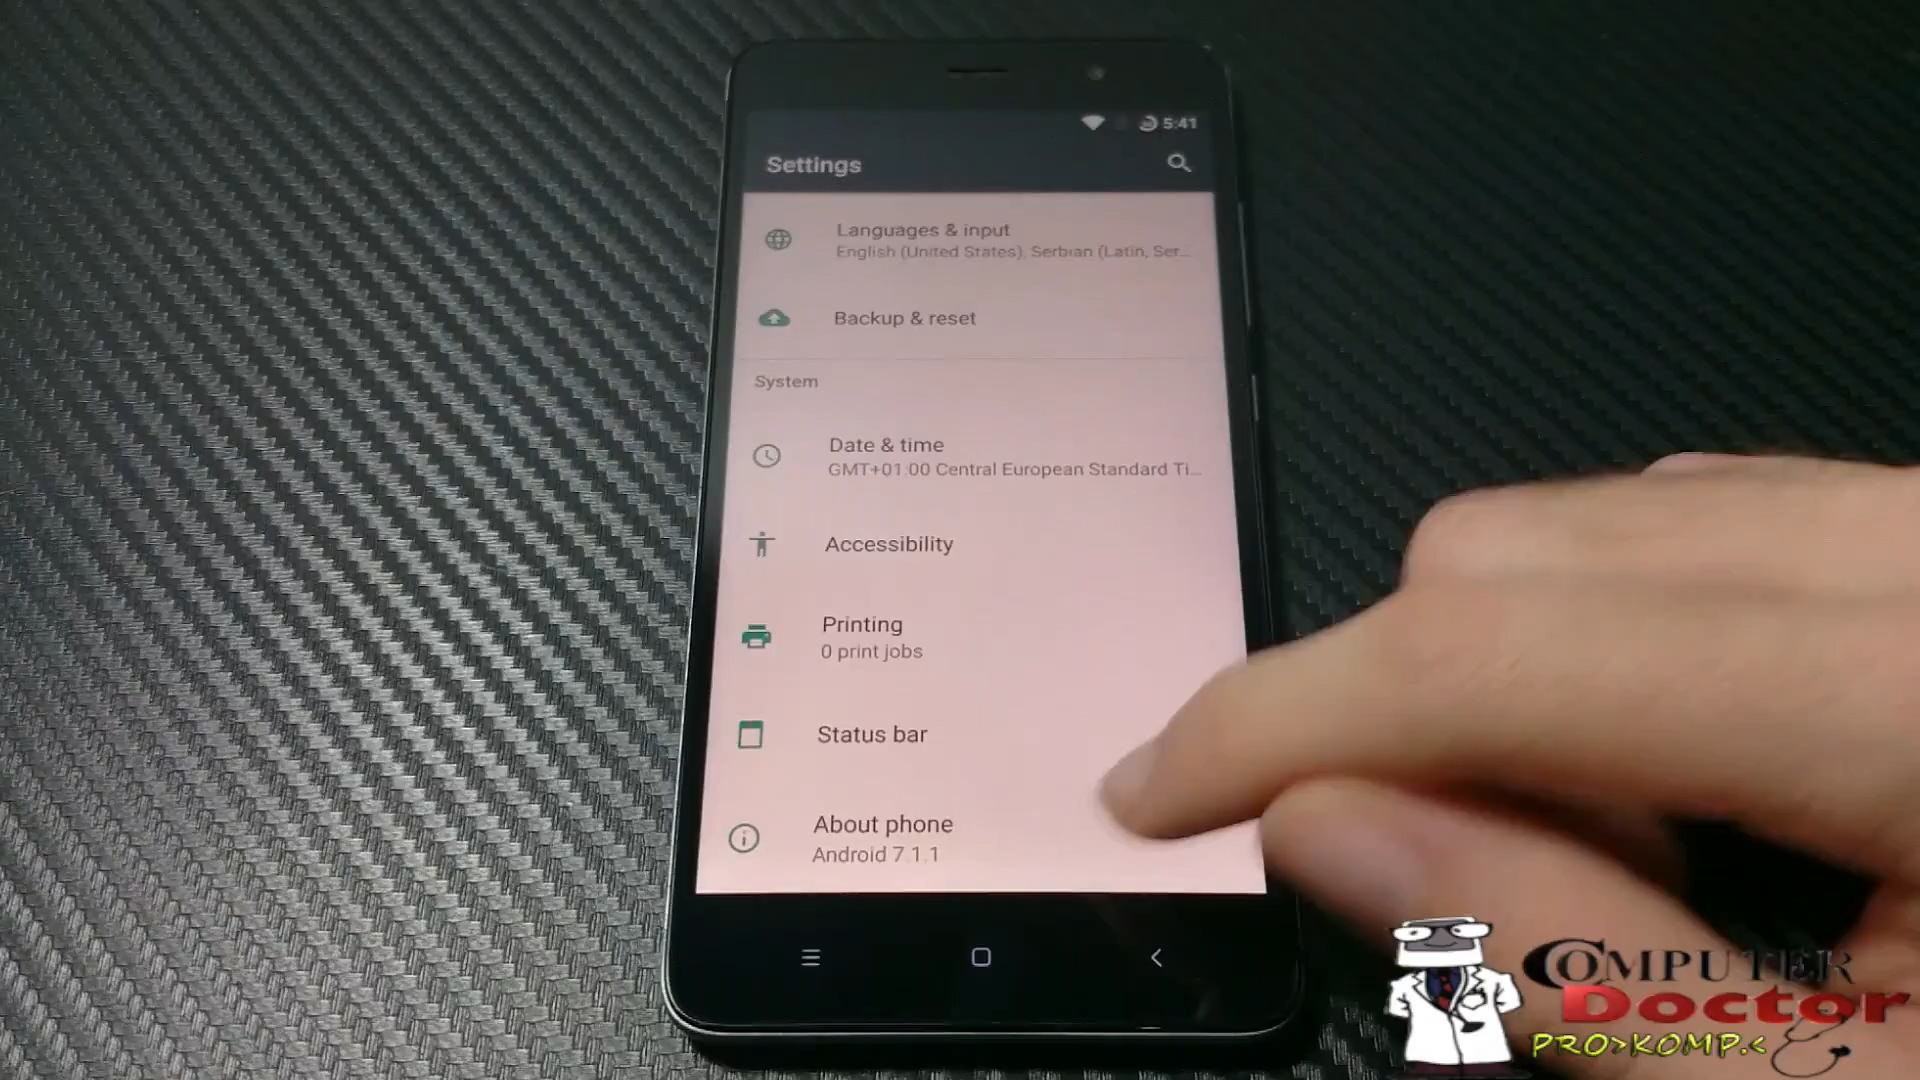 5:41
Settings
Languages & input
English (United States), Serbian (Latin, Ser...
Backup & reset
System
Date & time
GMT+01:00 Central European Standard Ti...
Accessibility
Printing
0 print jobs
Status bar
About phone
Android 7.1.1
COMPUTER
Doctor
PRO>KOMP.<